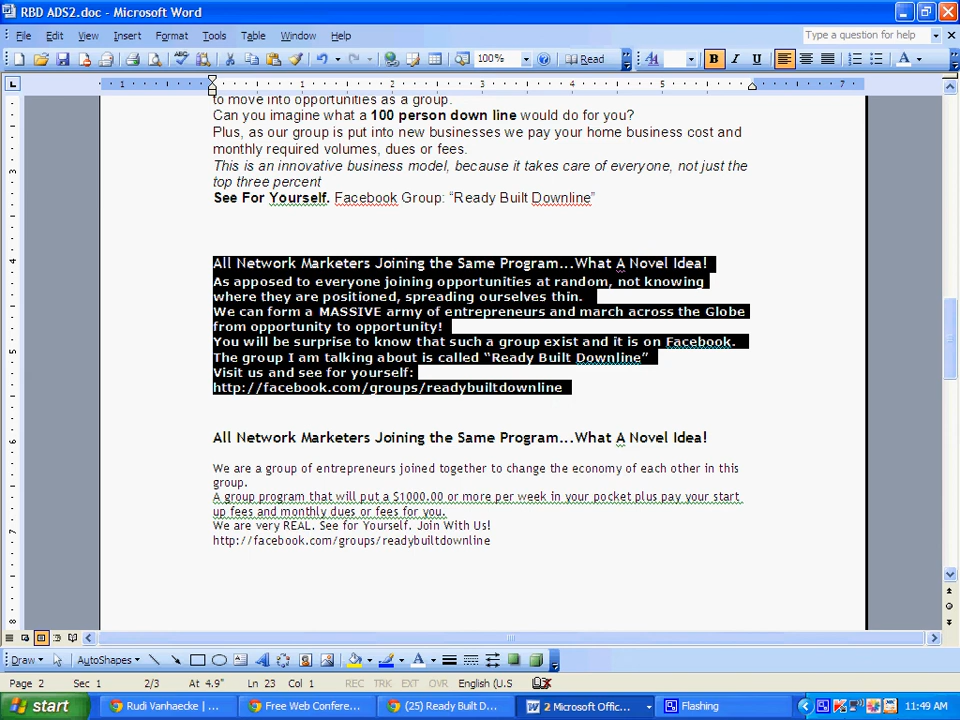 RBD ADS2.doc - Microsoft Word
File Edit View Insert Format Tools Table Window Help Type a question for help
100% Read B I U A
1 1 2 3 4 5 6 7
to move into opportunities as a group.
Can you imagine what a 100 person down line would do for you?
Plus, as our group is put into new businesses we pay your home business cost and
monthly required volumes, dues or fees.
This is an innovative business model, because it takes care of everyone, not just the
top three percent
See For Yourself. Facebook Group: “Ready Built Downline”
All Network Marketers Joining the Same Program...What A Novel Idea!
As apposed to everyone joining opportunities at random, not knowing
where they are positioned, spreading ourselves thin.
We can form a MASSIVE army of entrepreneurs and march across the Globe
from opportunity to opportunity!
You will be surprise to know that such a group exist and it is on Facebook.
The group I am talking about is called “Ready Built Downline”
Visit us and see for yourself:
http://facebook.com/groups/readybuiltdownline
All Network Marketers Joining the Same Program...What A Novel Idea!
We are a group of entrepreneurs joined together to change the economy of each other in this
group.
A group program that will put a $1000.00 or more per week in your pocket plus pay your start
up fees and monthly dues or fees for you.
We are very REAL. See for Yourself. Join With Us!
http://facebook.com/groups/readybuiltdownline
3
4
5
6
7
8
Draw AutoShapes A
Page 2 Sec 1 2/3 At 4.9" Ln 23 Col 1 REC TRK EXT OVR English (U.S
start Rudi Vanhaecke | ... Free Web Confere... (25) Ready Built D... 2 Microsoft Offic... Flashing 11:49 AM